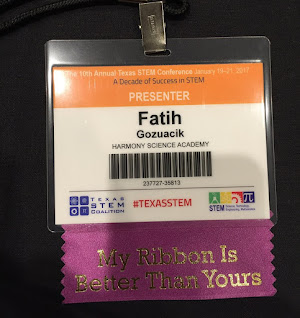 The 10th Annual Texas STEM Conference January 19-21, 2017
A Decade of Success in STEM
PRESENTER
Fatih
Gozuacik
HARMONY SCIENCE ACADEMY
237727-35813
TEXAS
STEM
COALITION
#TEXASSTEM
STEM
My Ribbon Is
Better Than Yours